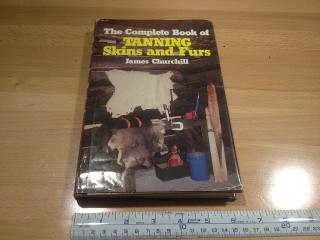 The Complete Book of
TANNING
Skins and Furs
James Churchill